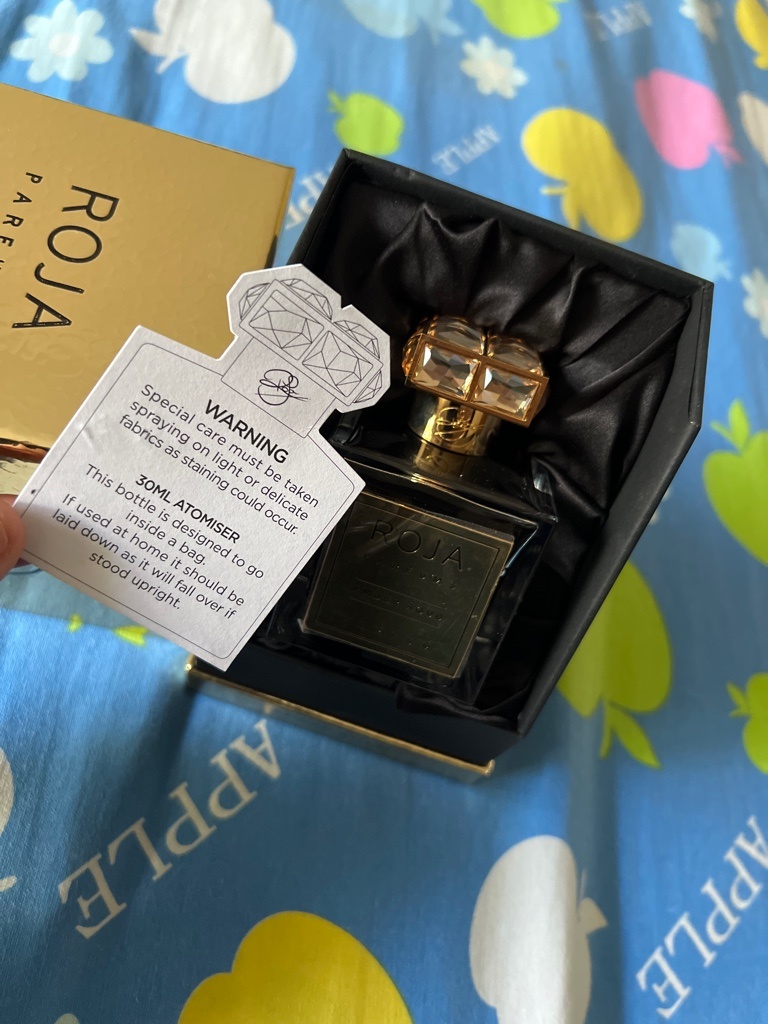 ROJA
WARNING
Special care must be taken
spraying on light or delicate
fabrics as staining could occur.
30ML ATOMISER
This bottle is designed to go
inside a bag.
If used at home it should be
laid down as it will fall over if
stood upright.
ROJA
APPLE
APPLE
APPLE
APPLE